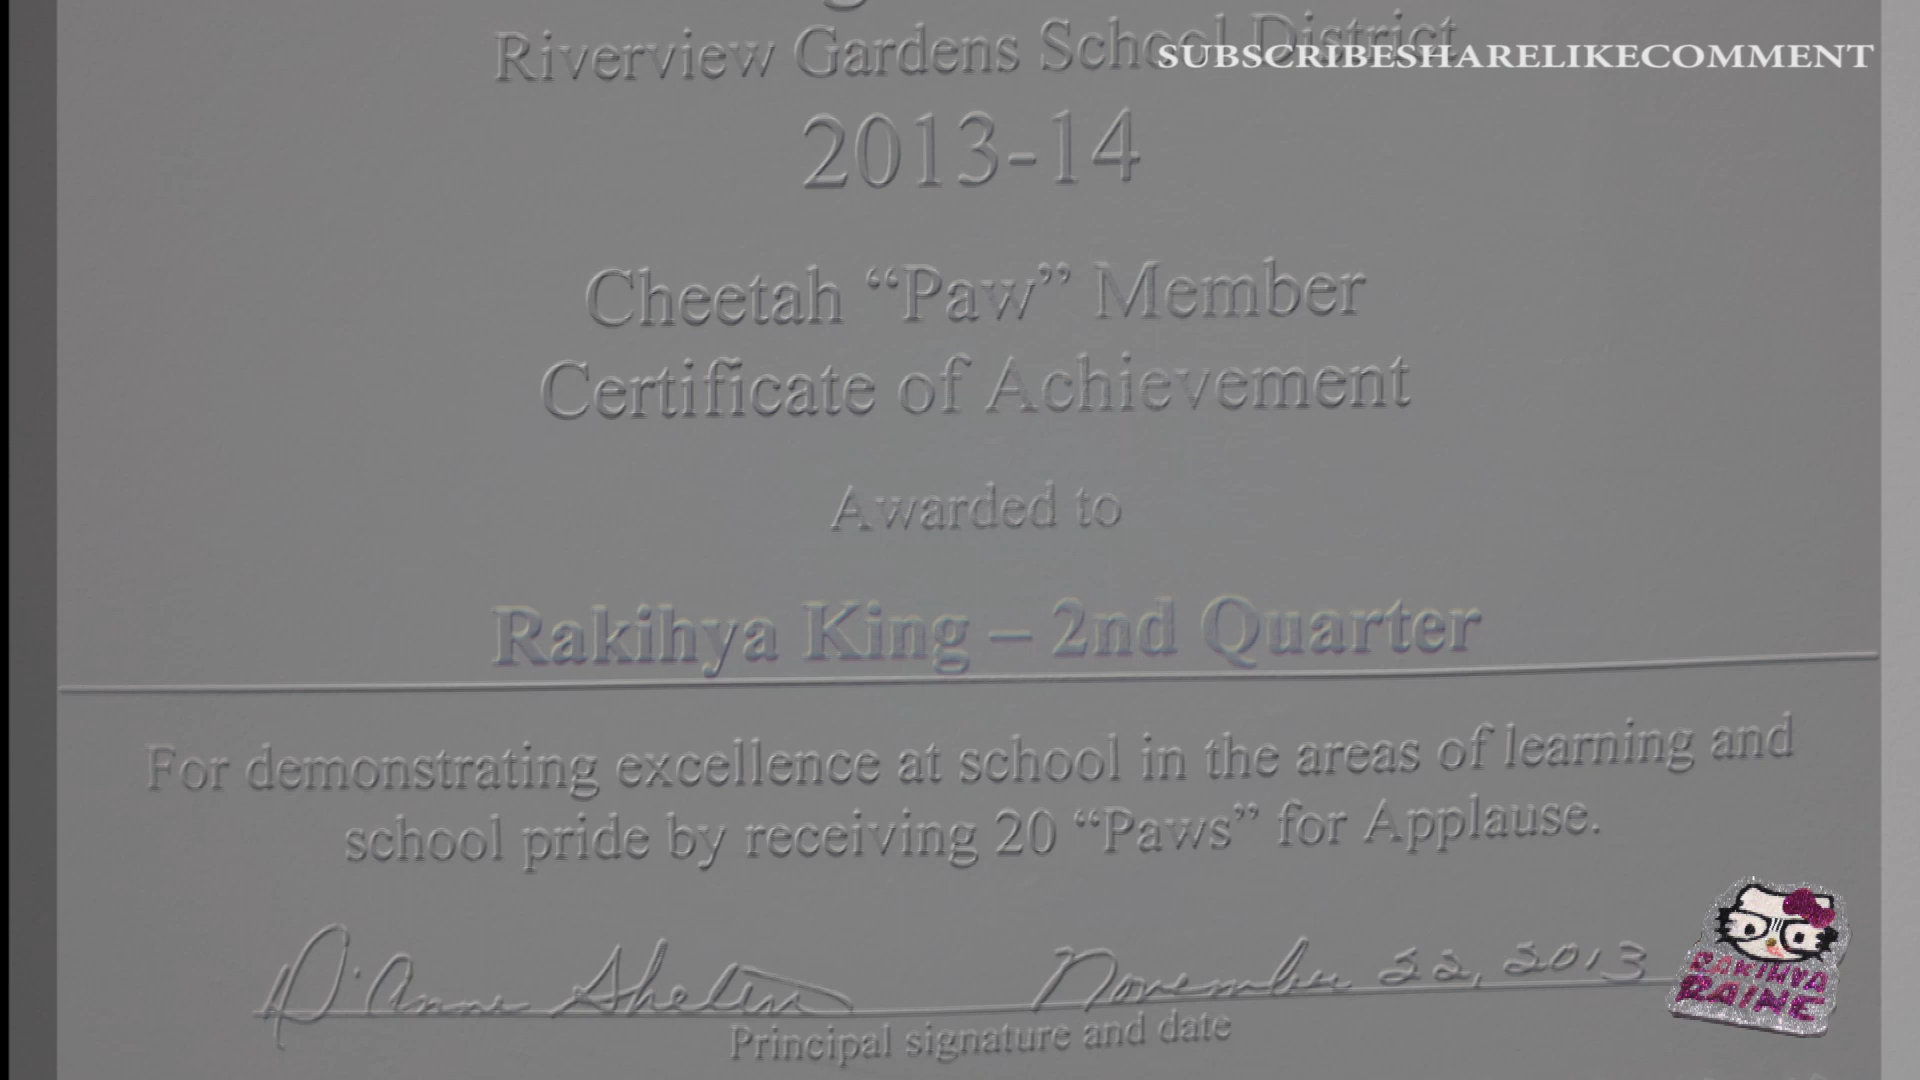 Riverview Gardens School District
SUBSCRIBESHARELIKECOMMENT
2013-14
Cheetah “Paw” Member
Certificate of Achievement
Awarded to
Rakihya King – 2nd Quarter
For demonstrating excellence at school in the areas of learning and
school pride by receiving 20 “Paws” for Applause.
D'Anne Shelton November 22, 2013
Principal signature and date
RAKIHYA
RAINE